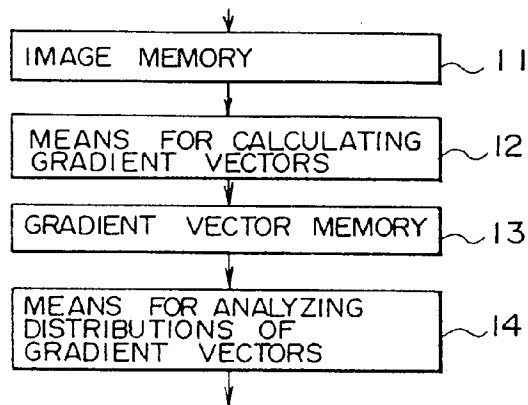 IMAGE MEMORY
11
MEANS FOR CALCULATING
GRADIENT VECTORS
12
GRADIENT VECTOR MEMORY
13
MEANS FOR ANALYZING
DISTRIBUTIONS OF
GRADIENT VECTORS
14